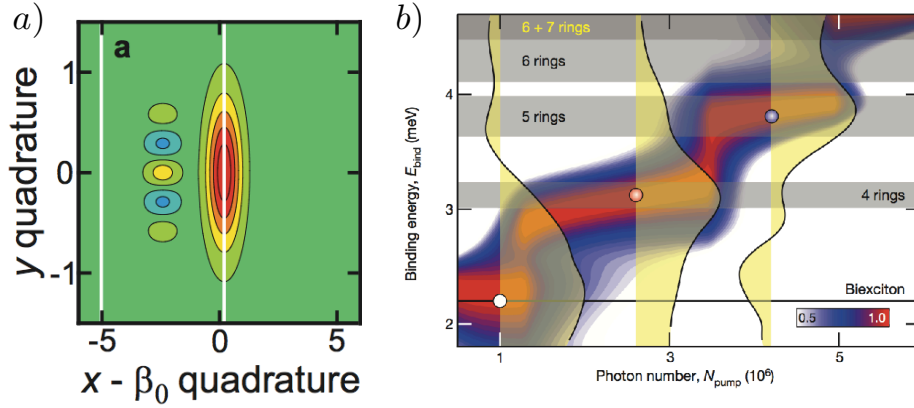 a)
a
y quadrature
1
0
-1
-5
0
5
x - β0 quadrature
b)
6 + 7 rings
6 rings
5 rings
4 rings
Biexciton
0.5
1.0
4
3
2
Binding energy, Ebind (meV)
1
3
5
Photon number, Npump (10⁶)